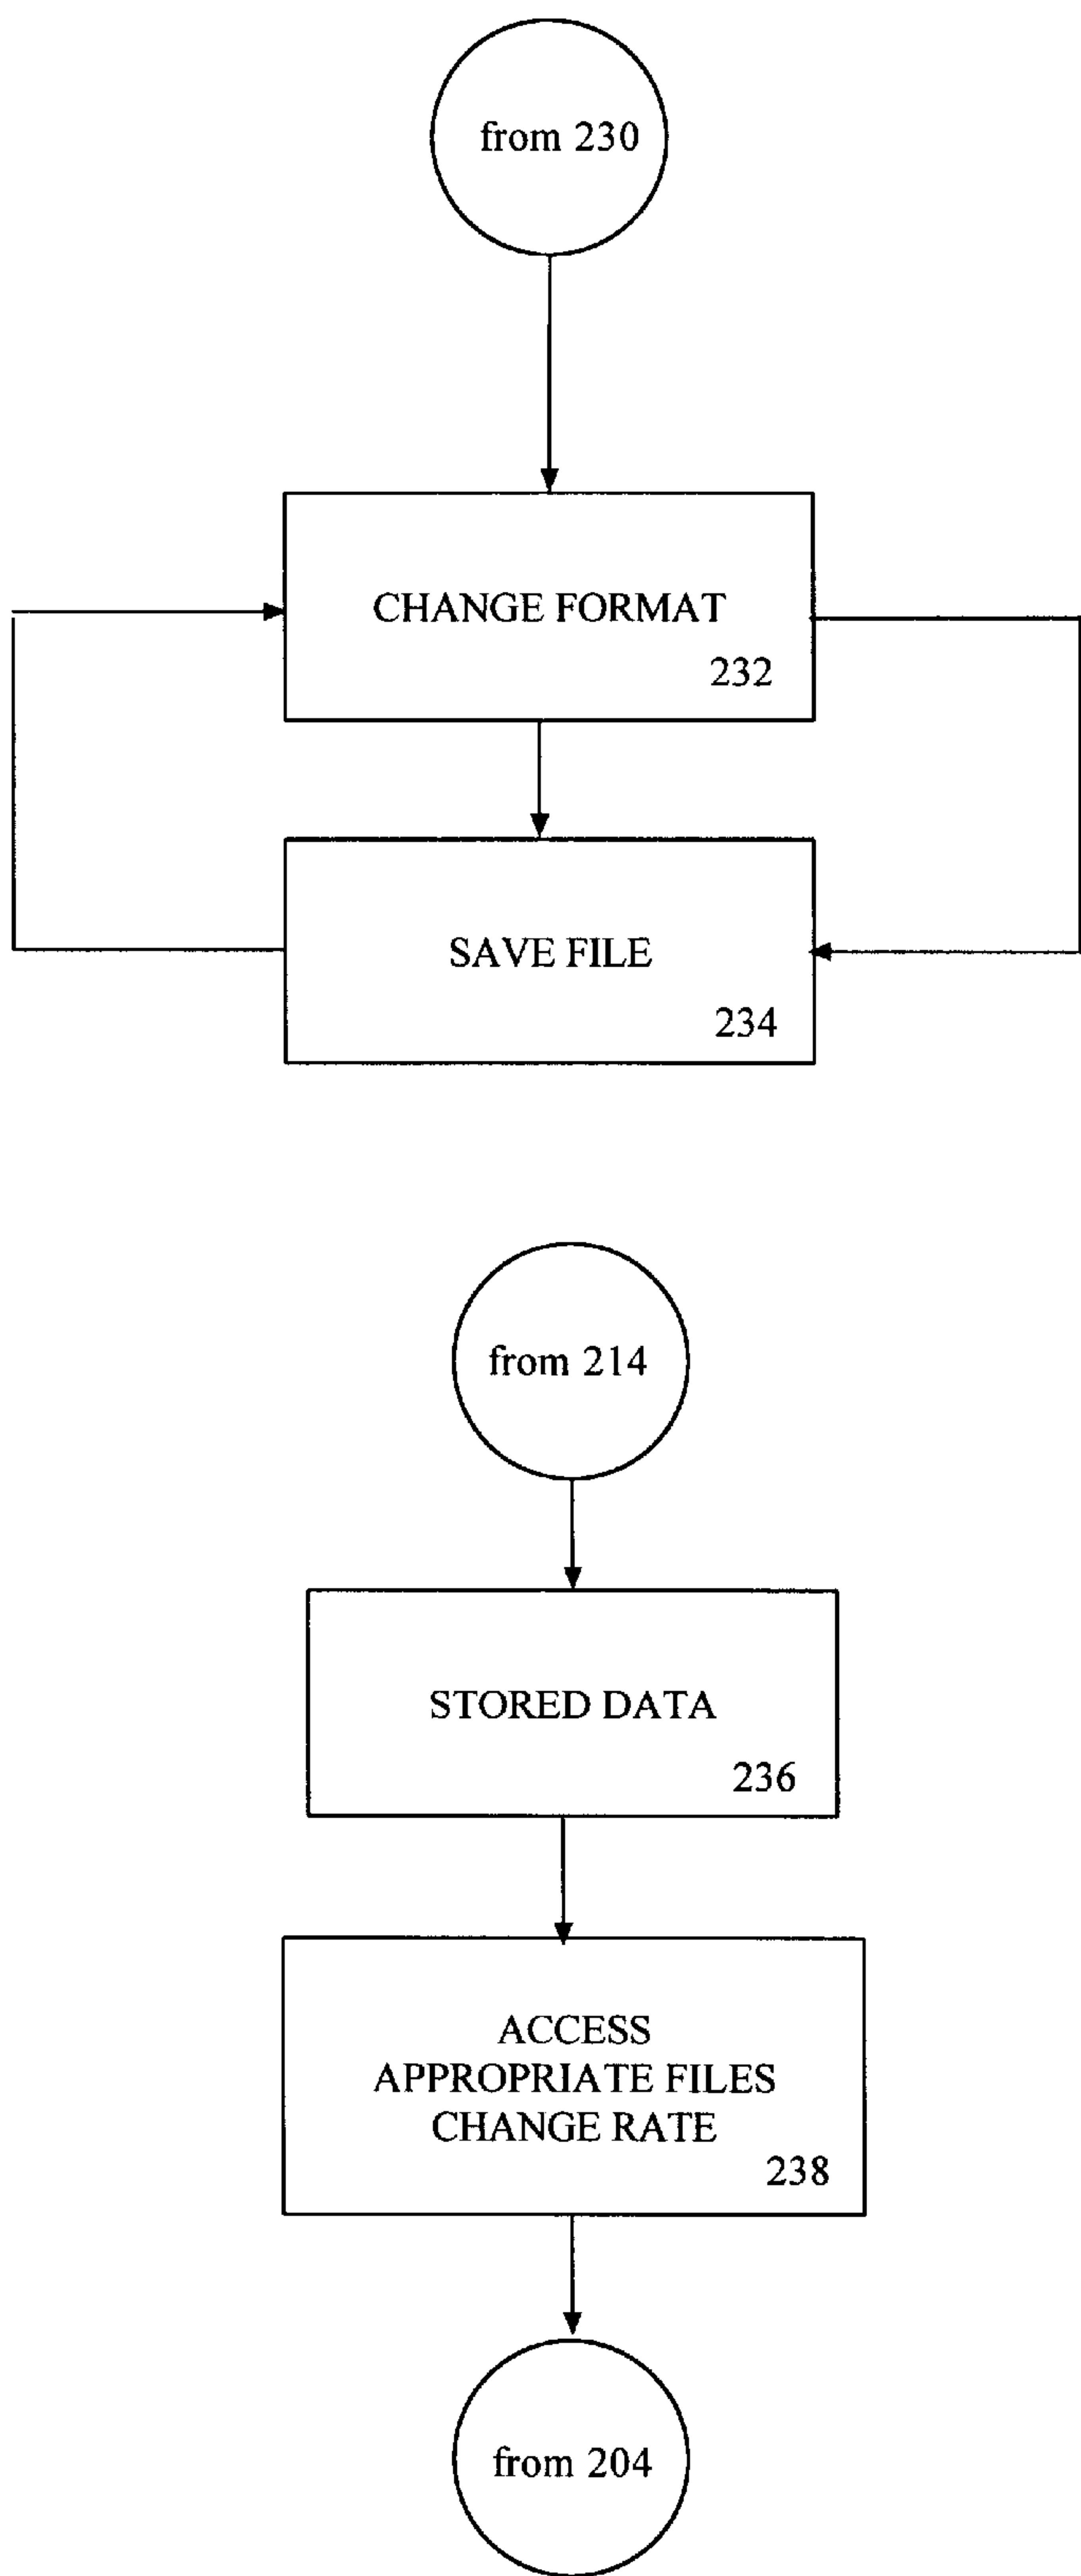 from 230
CHANGE FORMAT
232
SAVE FILE
234
from 214
STORED DATA
236
ACCESS
APPROPRIATE FILES
CHANGE RATE
238
from 204